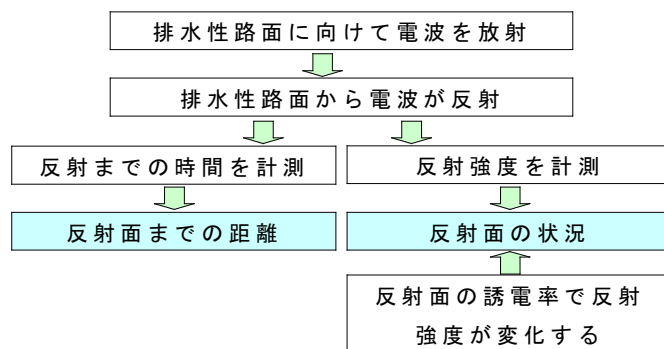 排水性路面に向けて電波を放射
排水性路面から電波が反射
反射までの時間を計測
反射強度を計測
反射面までの距離
反射面の状況
反射面の誘電率で反射
強度が変化する